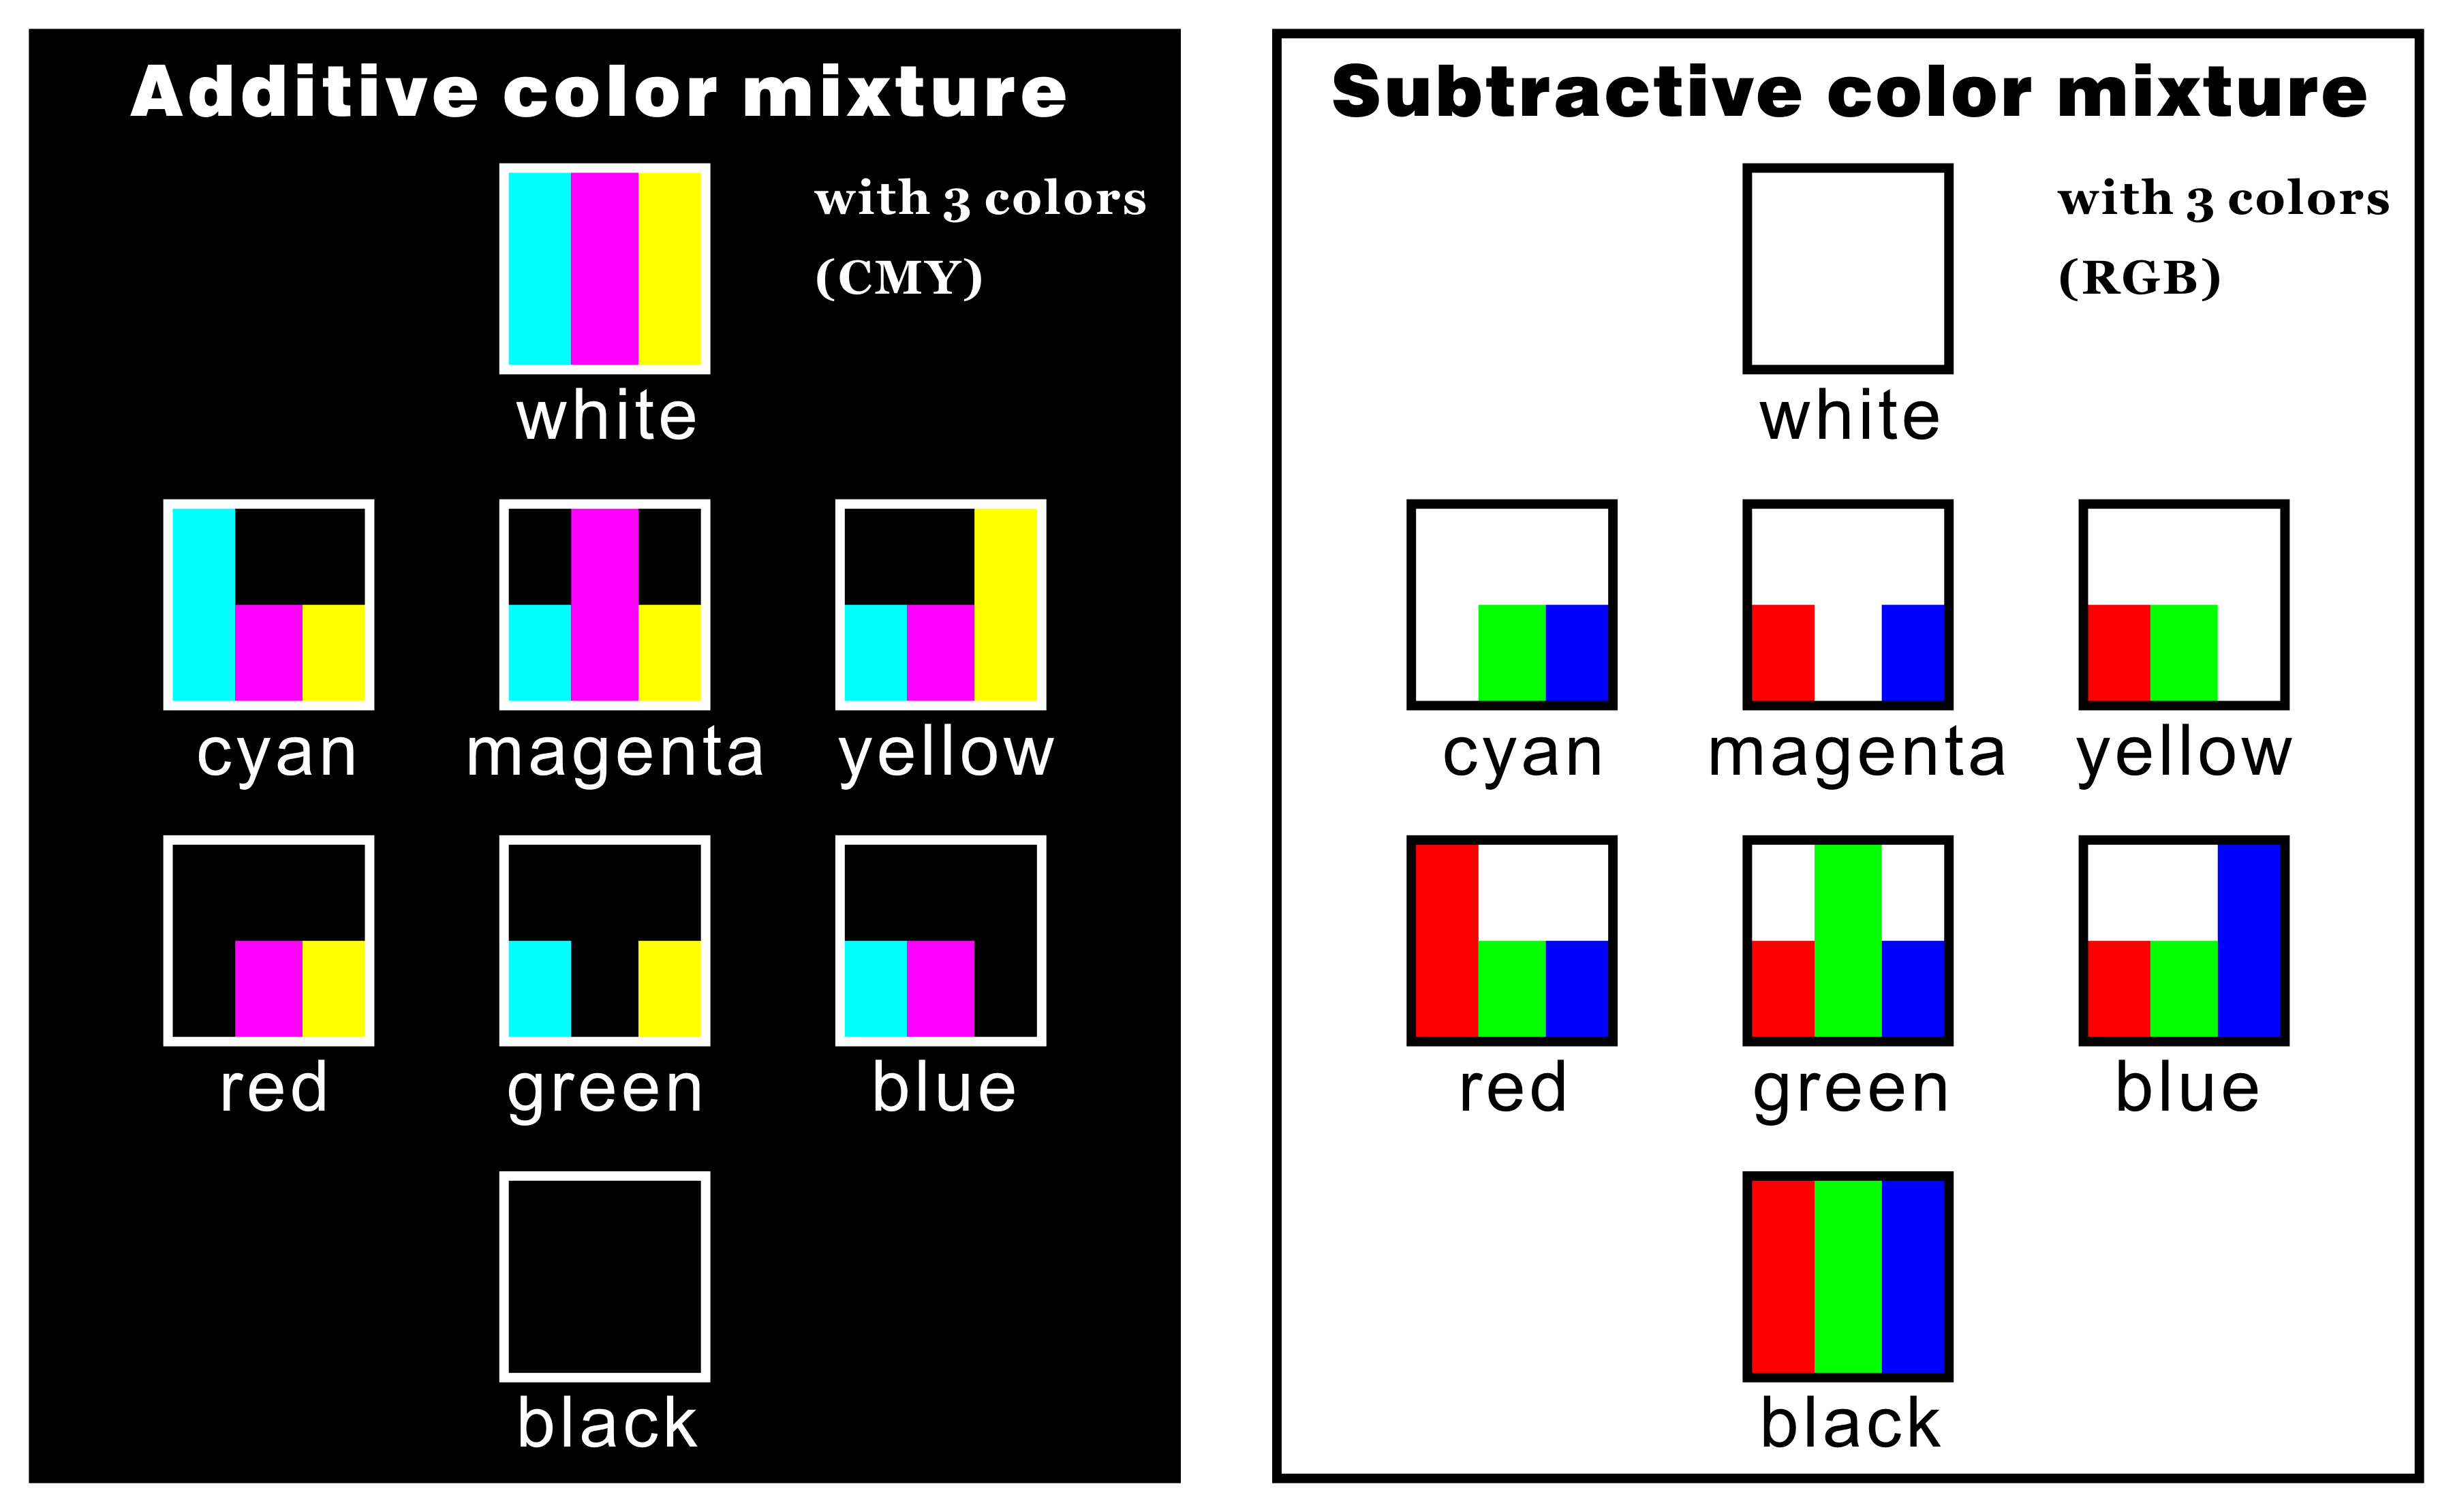 Additive color mixture
with 3 colors
(CMY)
white
cyan magenta yellow
red green blue
black
Subtractive color mixture
with 3 colors
(RGB)
white
cyan magenta yellow
red green blue
black